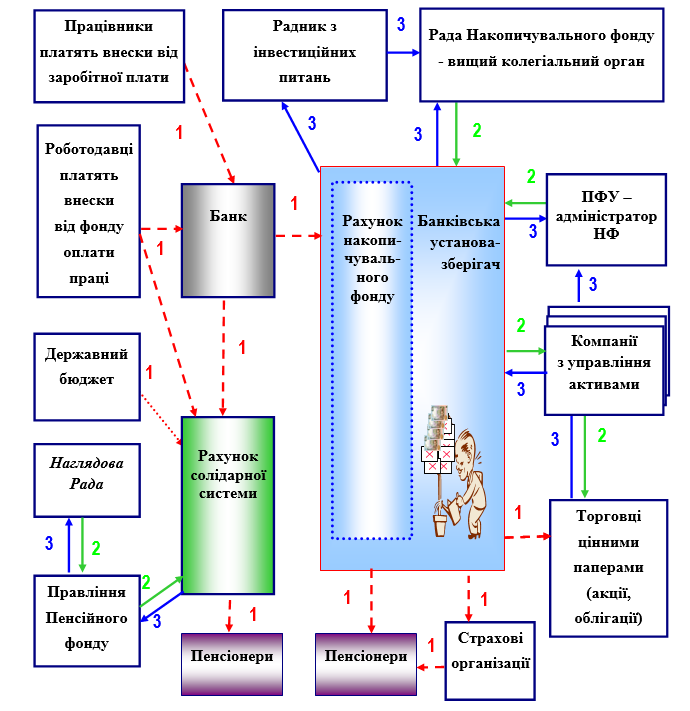 Працівники
платять внески від
заробітної плати
Радник з
інвестиційних
питань
3
Рада Накопичувального фонду
- вищий колегіальний орган
1
3
3
2
Роботодавці
платять
внески
від фонду
оплати
праці
1
Банк
1
Рахунок
накопи-
чуваль-
ного
фонду
Банківська
установа-
зберігач
2
3
ПФУ –
адміністратор
НФ
3
Державний
бюджет
1
1
2
3
Компанії
з управління
активами
Наглядова
Рада
3
2
Рахунок
солідарної
системи
3
2
1
Торговці
цінними
паперами
(акції,
облігації)
Правління
Пенсійного
фонду
2
3
1
1
1
Пенсіонери
Пенсіонери
1
Страхові
організації